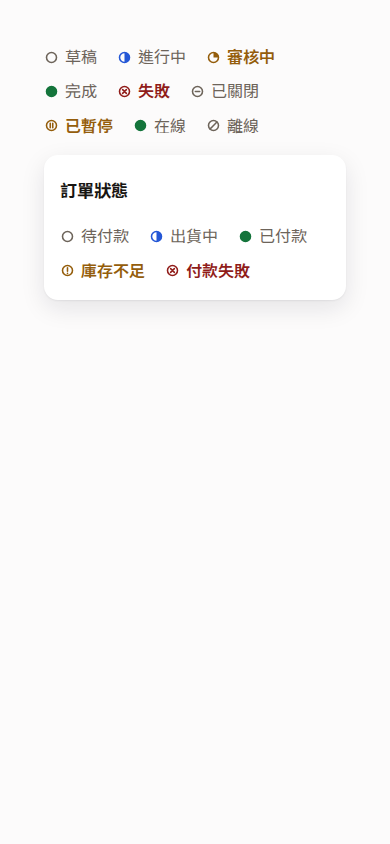 草稿 進行中 審核中
完成 失敗 已關閉
已暫停 在線 離線
訂單狀態
待付款 出貨中 已付款
庫存不足 付款失敗